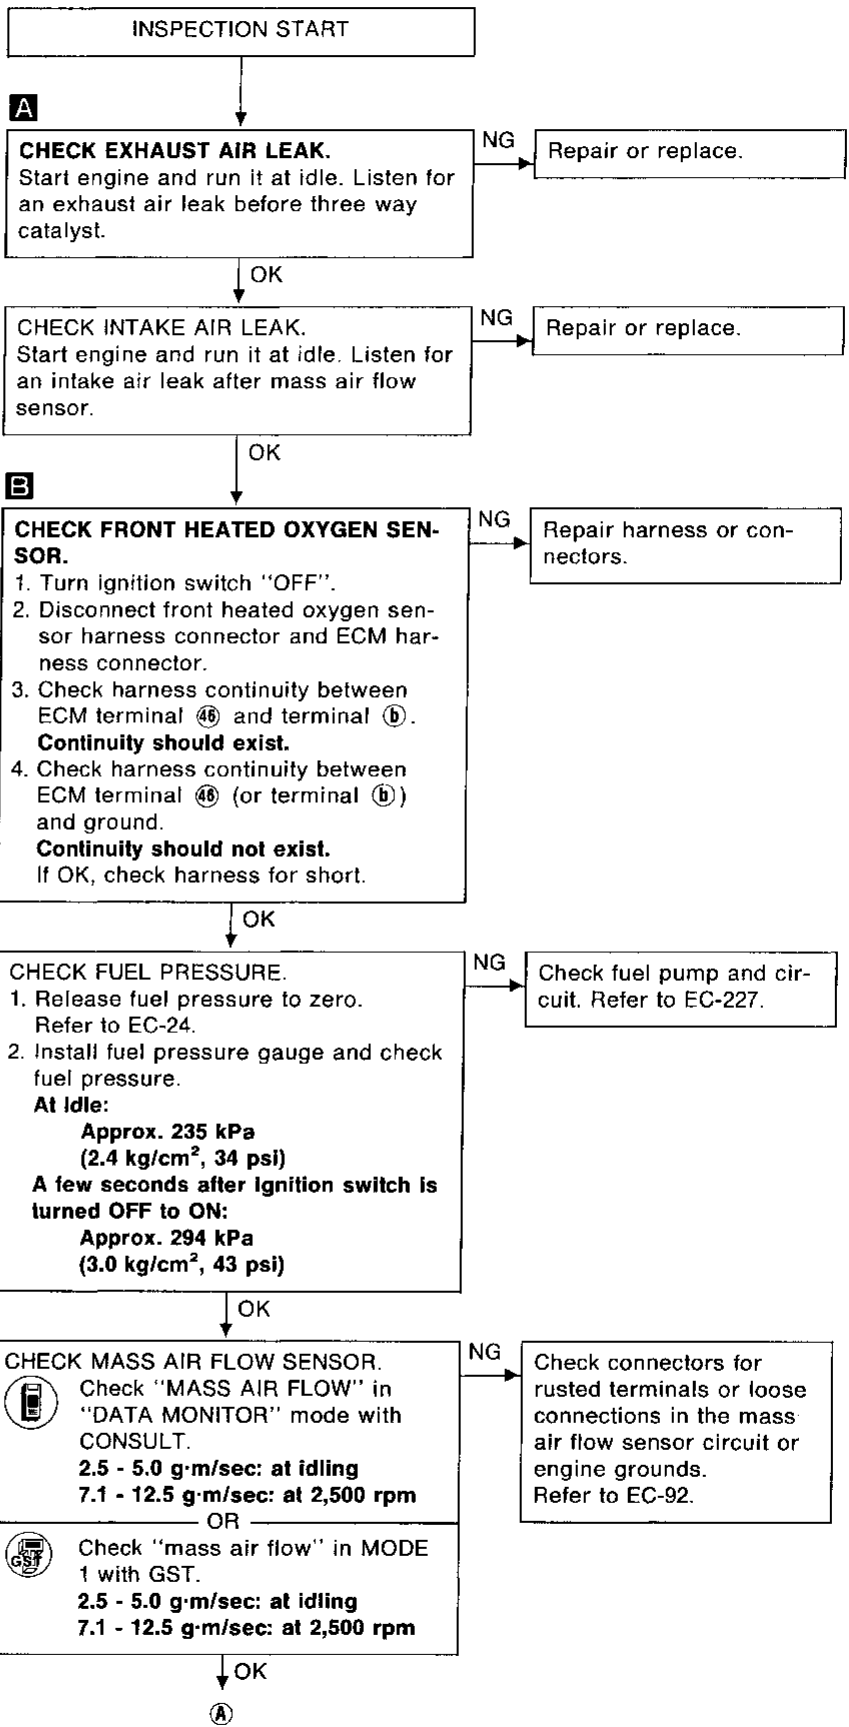 INSPECTION START
A
CHECK EXHAUST AIR LEAK.
Start engine and run it at idle. Listen for
an exhaust air leak before three way
catalyst.
NG
Repair or replace.
OK
CHECK INTAKE AIR LEAK.
Start engine and run it at idle. Listen for
an intake air leak after mass air flow
sensor.
NG
Repair or replace.
OK
B
CHECK FRONT HEATED OXYGEN SEN-
SOR.
1. Turn ignition switch "OFF".
2. Disconnect front heated oxygen sen-
sor harness connector and ECM har-
ness connector.
3. Check harness continuity between
ECM terminal ㊻ and terminal ⓑ.
Continuity should exist.
4. Check harness continuity between
ECM terminal ㊻ (or terminal ⓑ)
and ground.
Continuity should not exist.
If OK, check harness for short.
NG
Repair harness or con-
nectors.
OK
CHECK FUEL PRESSURE.
1. Release fuel pressure to zero.
Refer to EC-24.
2. Install fuel pressure gauge and check
fuel pressure.
At idle:
Approx. 235 kPa
(2.4 kg/cm², 34 psi)
A few seconds after ignition switch is
turned OFF to ON:
Approx. 294 kPa
(3.0 kg/cm², 43 psi)
NG
Check fuel pump and cir-
cuit. Refer to EC-227.
OK
CHECK MASS AIR FLOW SENSOR.
Check "MASS AIR FLOW" in
"DATA MONITOR" mode with
CONSULT.
2.5 - 5.0 g·m/sec: at idling
7.1 - 12.5 g·m/sec: at 2,500 rpm
OR
GST
Check "mass air flow" in MODE
1 with GST.
2.5 - 5.0 g·m/sec: at idling
7.1 - 12.5 g·m/sec: at 2,500 rpm
NG
Check connectors for
rusted terminals or loose
connections in the mass
air flow sensor circuit or
engine grounds.
Refer to EC-92.
OK
Ⓐ